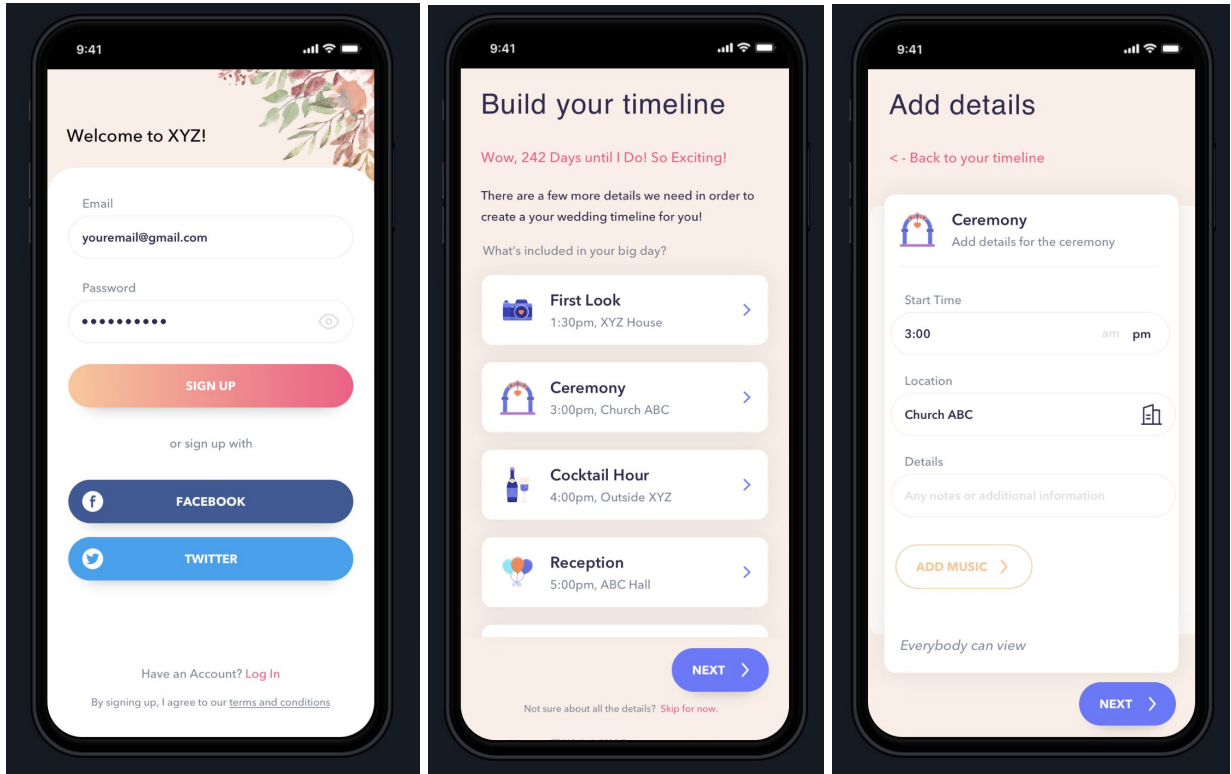 9:41
Welcome to XYZ!
Email
youremail@gmail.com
Password
SIGN UP
or sign up with
FACEBOOK
TWITTER
Have an Account? Log In
By signing up, I agree to our terms and conditions
9:41
Build your timeline
Wow, 242 Days until I Do! So Exciting!
There are a few more details we need in order to
create a your wedding timeline for you!
What's included in your big day?
First Look
1:30pm, XYZ House
Ceremony
3:00pm, Church ABC
Cocktail Hour
4:00pm, Outside XYZ
Reception
5:00pm, ABC Hall
NEXT
Not sure about all the details? Skip for now.
9:41
Add details
< - Back to your timeline
Ceremony
Add details for the ceremony
Start Time
3:00 am pm
Location
Church ABC
Details
Any notes or additional information
ADD MUSIC
Everybody can view
NEXT